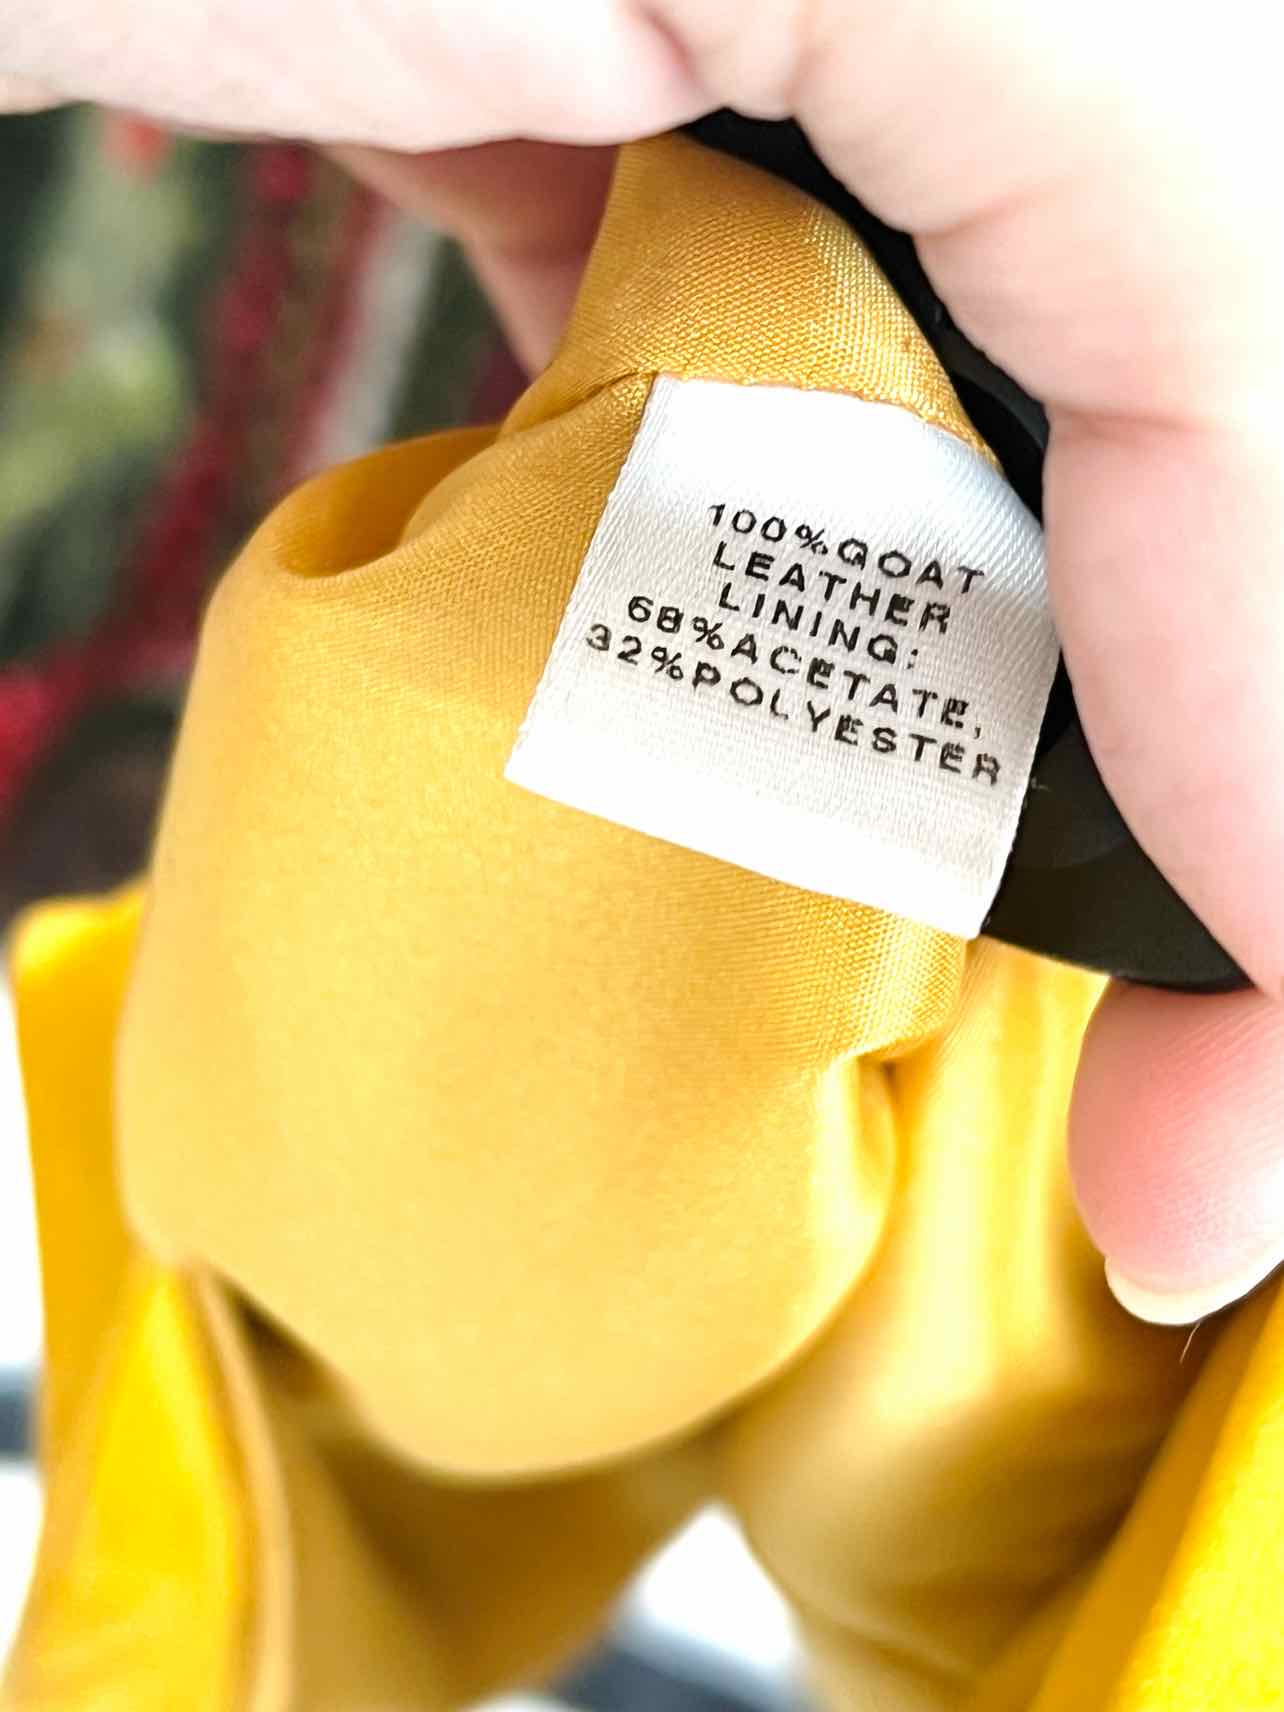 100%GOAT
LEATHER
LINING:
68%ACETATE,
32%POLYESTER